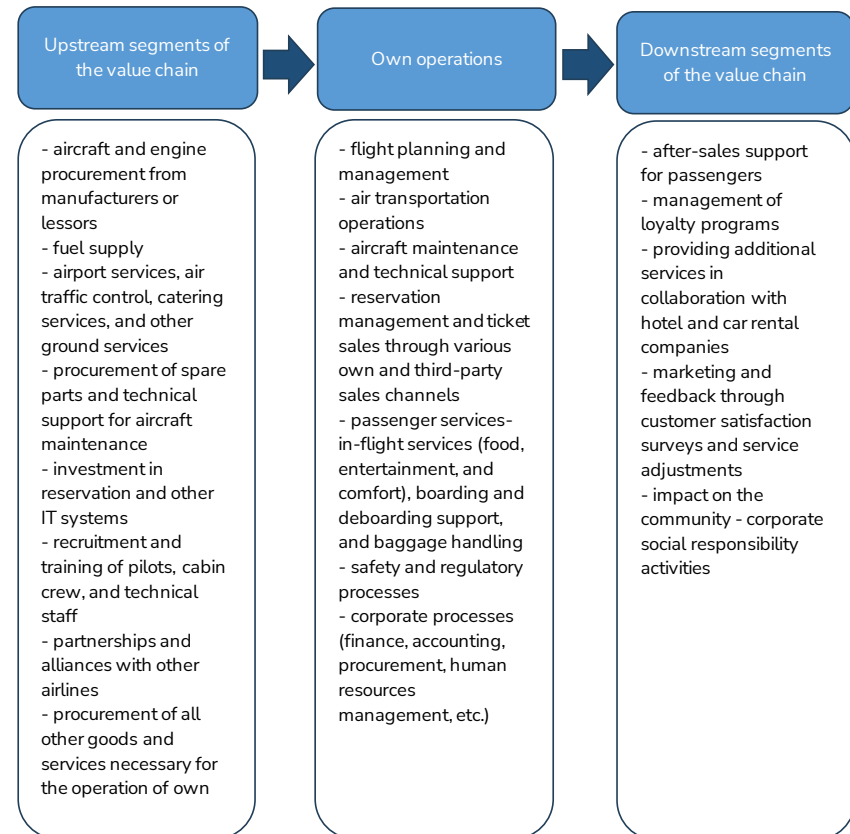 Upstream segments of
the value chain
Own operations
Downstream segments
of the value chain
- aircraft and engine
procurement from
manufacturers or
lessors
- fuel supply
- airport services, air
traffic control, catering
services, and other
ground services
- procurement of spare
parts and technical
support for aircraft
maintenance
- investment in
reservation and other
IT systems
- recruitment and
training of pilots, cabin
crew, and technical
staff
- partnerships and
alliances with other
airlines
- procurement of all
other goods and
services necessary for
the operation of own
- flight planning and
management
- air transportation
operations
- aircraft maintenance
and technical support
- reservation
management and ticket
sales through various
own and third-party
sales channels
- passenger services-
in-flight services (food,
entertainment, and
comfort), boarding and
deboarding support,
and baggage handling
- safety and regulatory
processes
- corporate processes
(finance, accounting,
procurement, human
resources
management, etc.)
- after-sales support
for passengers
- management of
loyalty programs
- providing additional
services in
collaboration with
hotel and car rental
companies
- marketing and
feedback through
customer satisfaction
surveys and service
adjustments
- impact on the
community - corporate
social responsibility
activities